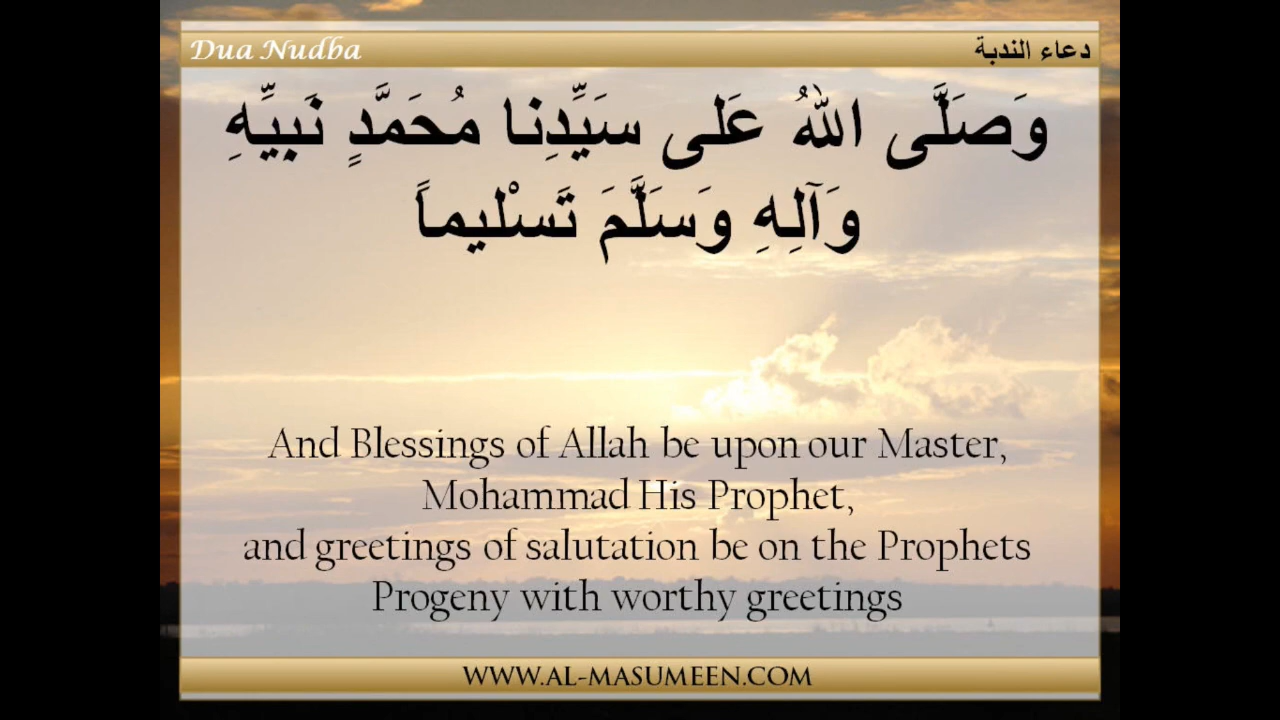 Dua Nudba
دعاء الندبة
وَصَلَّى اللهُ عَلى سَيِّدِنا مُحَمَّدٍ نَبِيِّهِ
وَآلِهِ وَسَلَّمَ تَسْليماً
And Blessings of Allah be upon our Master,
Mohammad His Prophet,
and greetings of salutation be on the Prophets
Progeny with worthy greetings
WWW.AL-MASUMEEN.COM